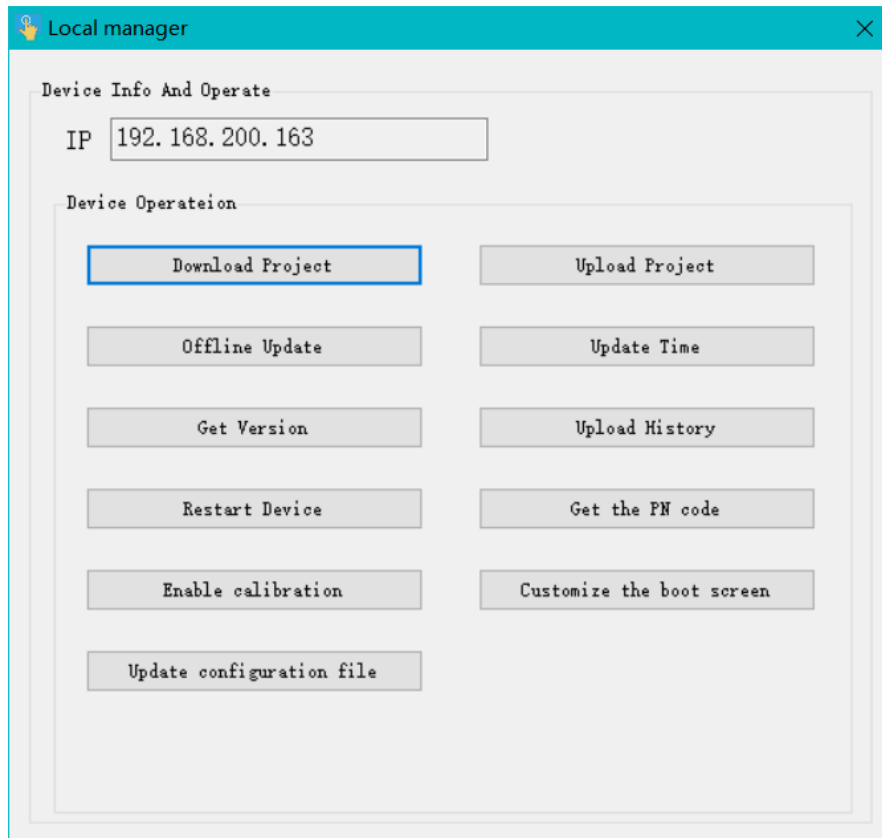 Local manager
Device Info And Operate
IP 192.168.200.163
Device Operateion
Download Project
Upload Project
Offline Update
Update Time
Get Version
Upload History
Restart Device
Get the PN code
Enable calibration
Customize the boot screen
Update configuration file